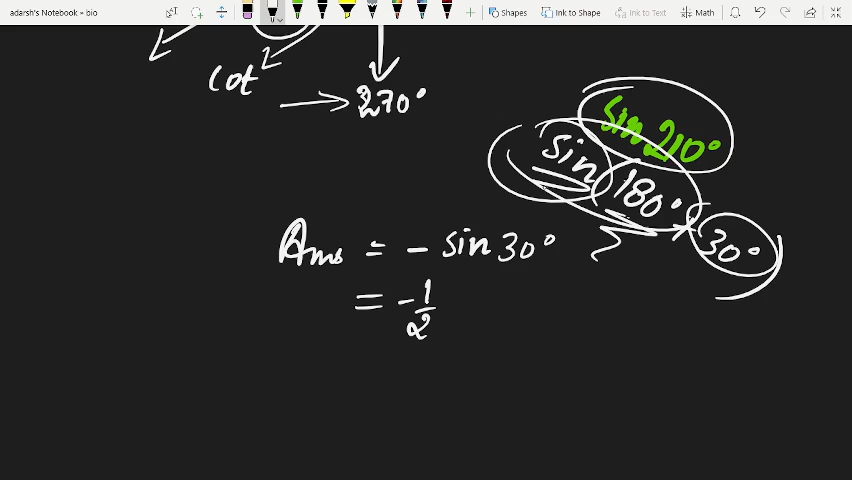 adarsh's Notebook » bio
Shapes Ink to Shape Ink to Text Math
cot
270°
sin 210°
sin 180° + 30°
Ans = - sin 30°
= -1/2